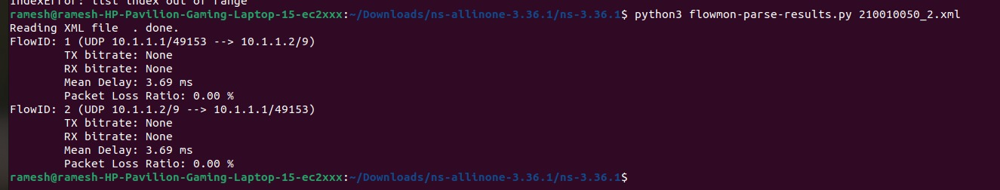 IndexError: list index out of range
ramesh@ramesh-HP-Pavilion-Gaming-Laptop-15-ec2xxx:~/Downloads/ns-allinone-3.36.1/ns-3.36.1$ python3 flowmon-parse-results.py 210010050_2.xml
Reading XML file  . done.
FlowID: 1 (UDP 10.1.1.1/49153 --> 10.1.1.2/9)
        TX bitrate: None
        RX bitrate: None
        Mean Delay: 3.69 ms
        Packet Loss Ratio: 0.00 %
FlowID: 2 (UDP 10.1.1.2/9 --> 10.1.1.1/49153)
        TX bitrate: None
        RX bitrate: None
        Mean Delay: 3.69 ms
        Packet Loss Ratio: 0.00 %
ramesh@ramesh-HP-Pavilion-Gaming-Laptop-15-ec2xxx:~/Downloads/ns-allinone-3.36.1/ns-3.36.1$